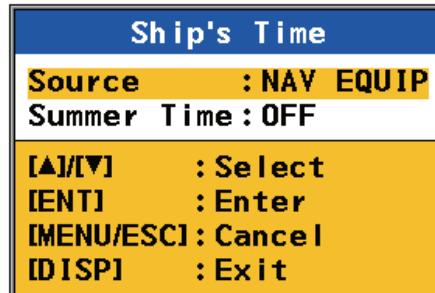 Ship's Time
Source :NAV EQUIP
Summer Time:OFF
[▲]/[▼] :Select
[ENT] :Enter
[MENU/ESC]:Cancel
[DISP] :Exit